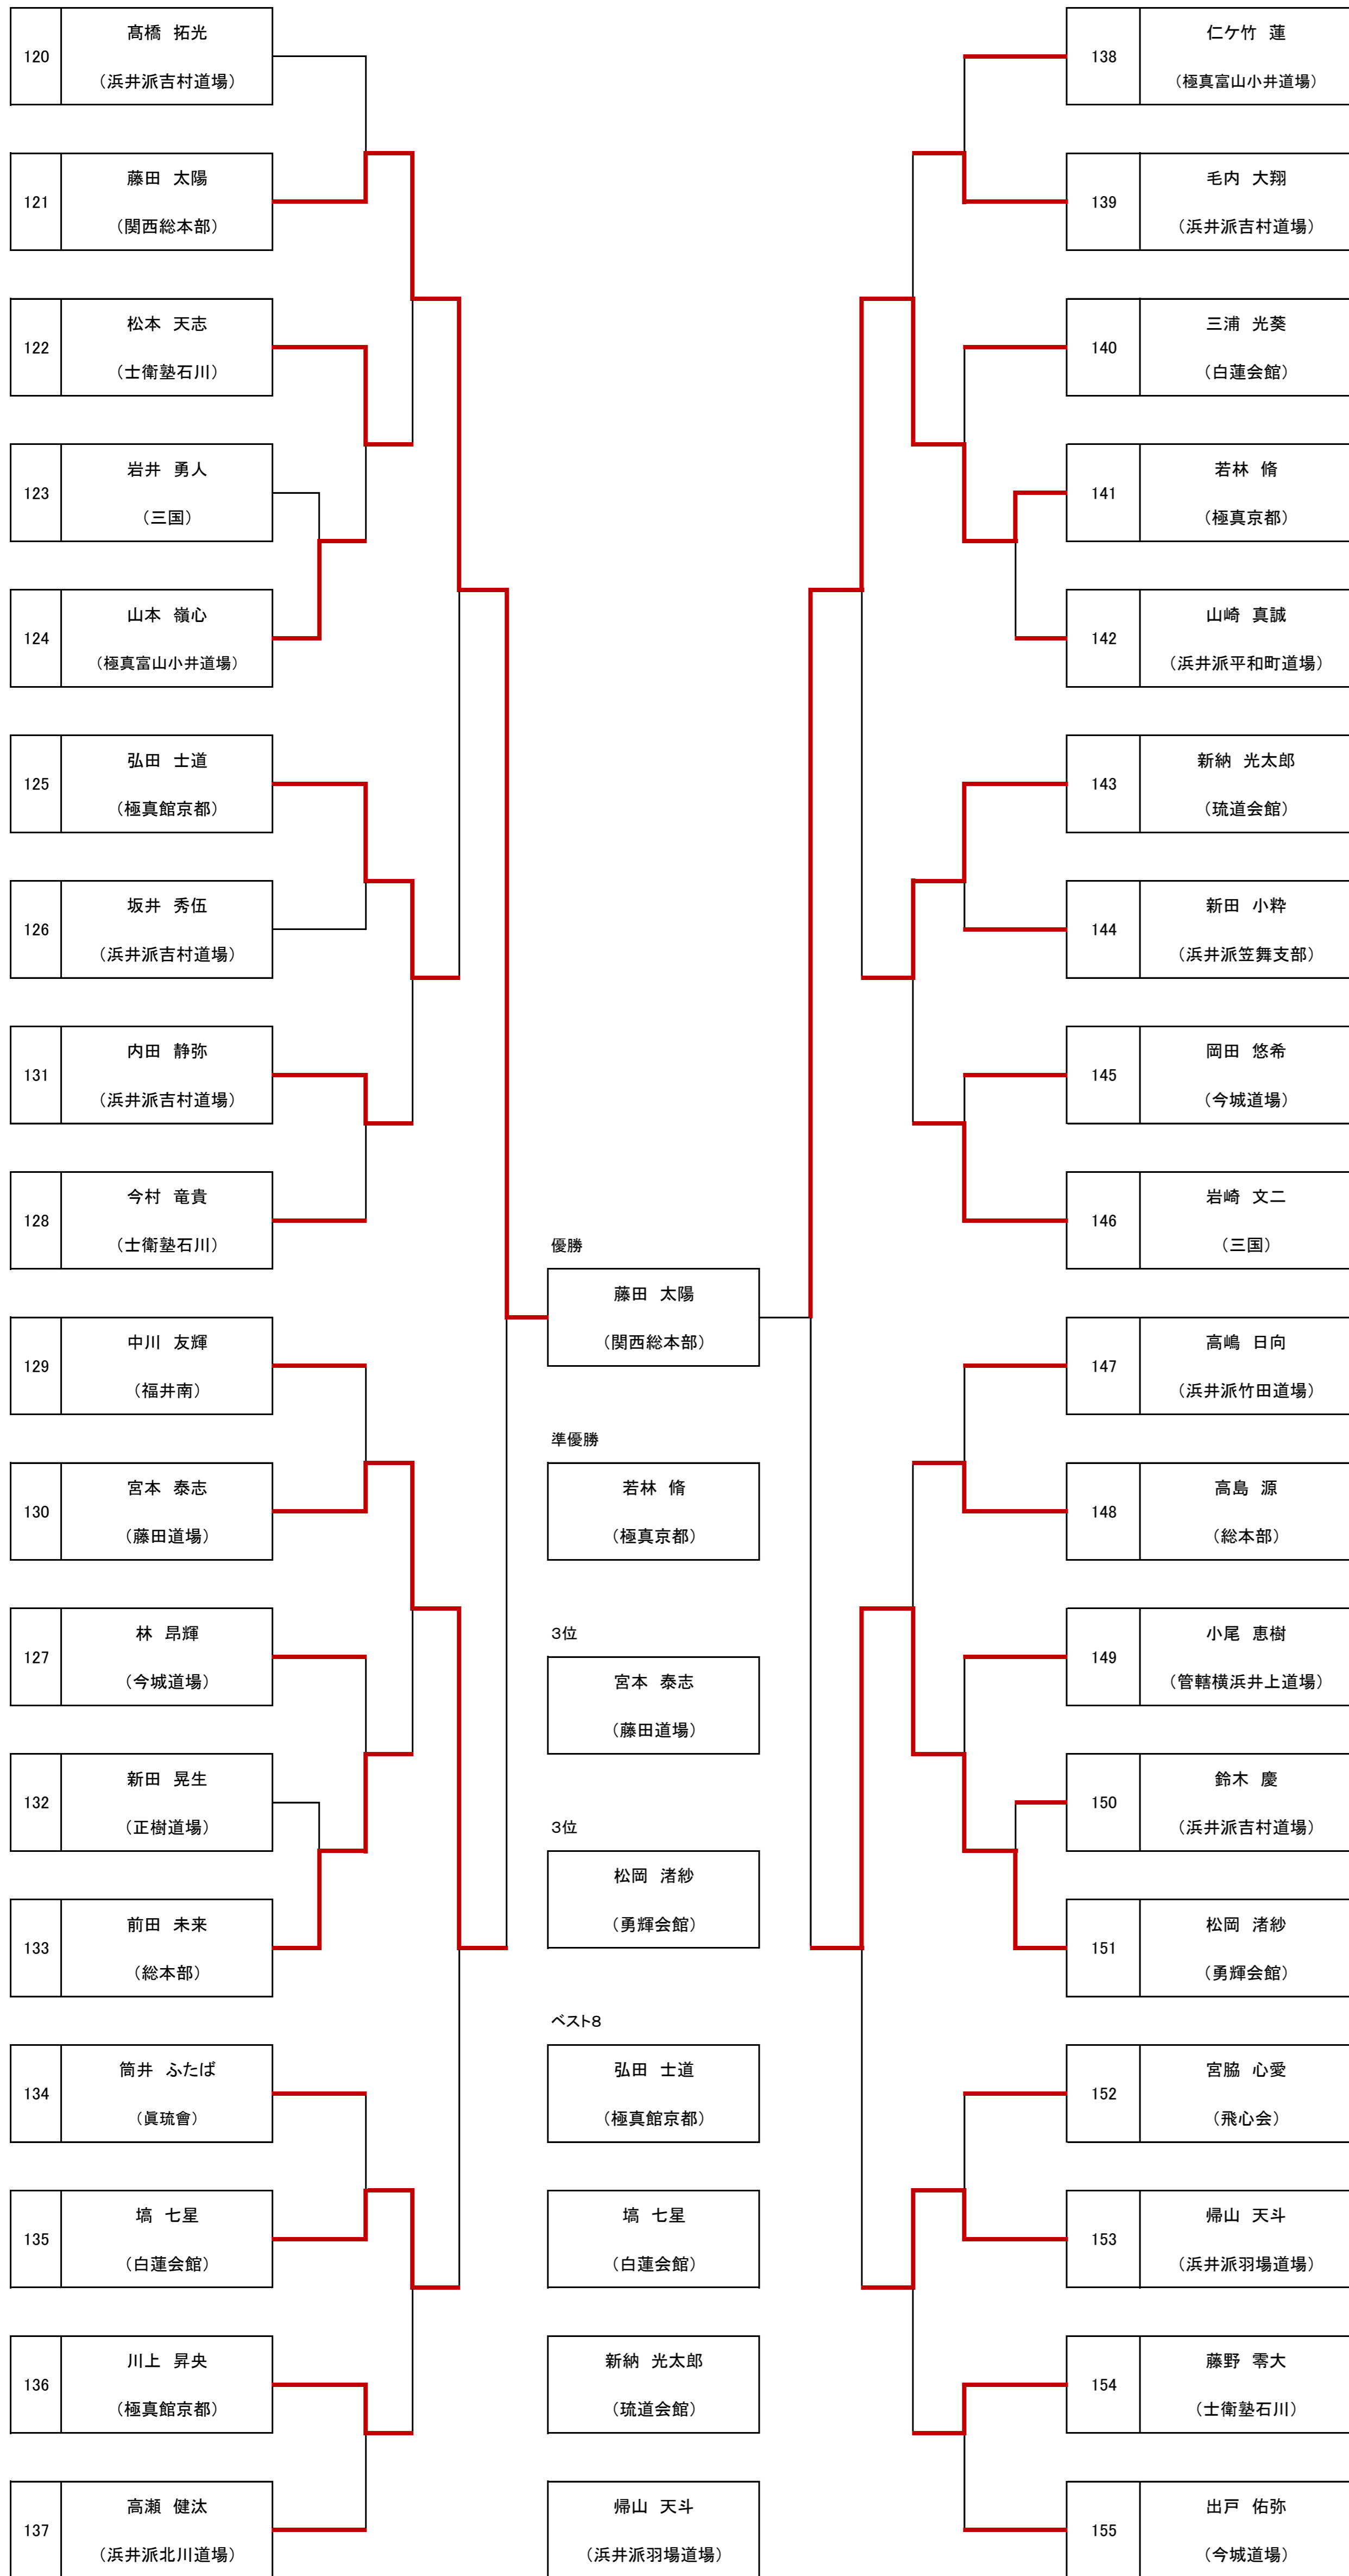 120
髙橋 拓光
（浜井派吉村道場）
121
藤田 太陽
（関西総本部）
122
松本 天志
（士衛塾石川）
123
岩井 勇人
（三国）
124
山本 嶺心
（極真富山小井道場）
125
弘田 士道
（極真館京都）
126
坂井 秀伍
（浜井派吉村道場）
131
内田 静弥
（浜井派吉村道場）
128
今村 竜貴
（士衛塾石川）
129
中川 友輝
（福井南）
130
宮本 泰志
（藤田道場）
127
林 昂輝
（今城道場）
132
新田 晃生
（正樹道場）
133
前田 未来
（総本部）
134
筒井 ふたば
（眞琉會）
135
塙 七星
（白蓮会館）
136
川上 昇央
（極真館京都）
137
高瀬 健汰
（浜井派北川道場）
優勝
藤田 太陽
（関西総本部）
準優勝
若林 脩
（極真京都）
3位
宮本 泰志
（藤田道場）
3位
松岡 渚紗
（勇輝会館）
ベスト8
弘田 士道
（極真館京都）
塙 七星
（白蓮会館）
新納 光太郎
（琉道会館）
帰山 天斗
（浜井派羽場道場）
138
仁ケ竹 蓮
（極真富山小井道場）
139
毛内 大翔
（浜井派吉村道場）
140
三浦 光葵
（白蓮会館）
141
若林 脩
（極真京都）
142
山崎 真誠
（浜井派平和町道場）
143
新納 光太郎
（琉道会館）
144
新田 小粋
（浜井派笠舞支部）
145
岡田 悠希
（今城道場）
146
岩崎 文二
（三国）
147
高嶋 日向
（浜井派竹田道場）
148
高島 源
（総本部）
149
小尾 恵樹
（管轄横浜井上道場）
150
鈴木 慶
（浜井派吉村道場）
151
松岡 渚紗
（勇輝会館）
152
宮脇 心愛
（飛心会）
153
帰山 天斗
（浜井派羽場道場）
154
藤野 零大
（士衛塾石川）
155
出戸 佑弥
（今城道場）